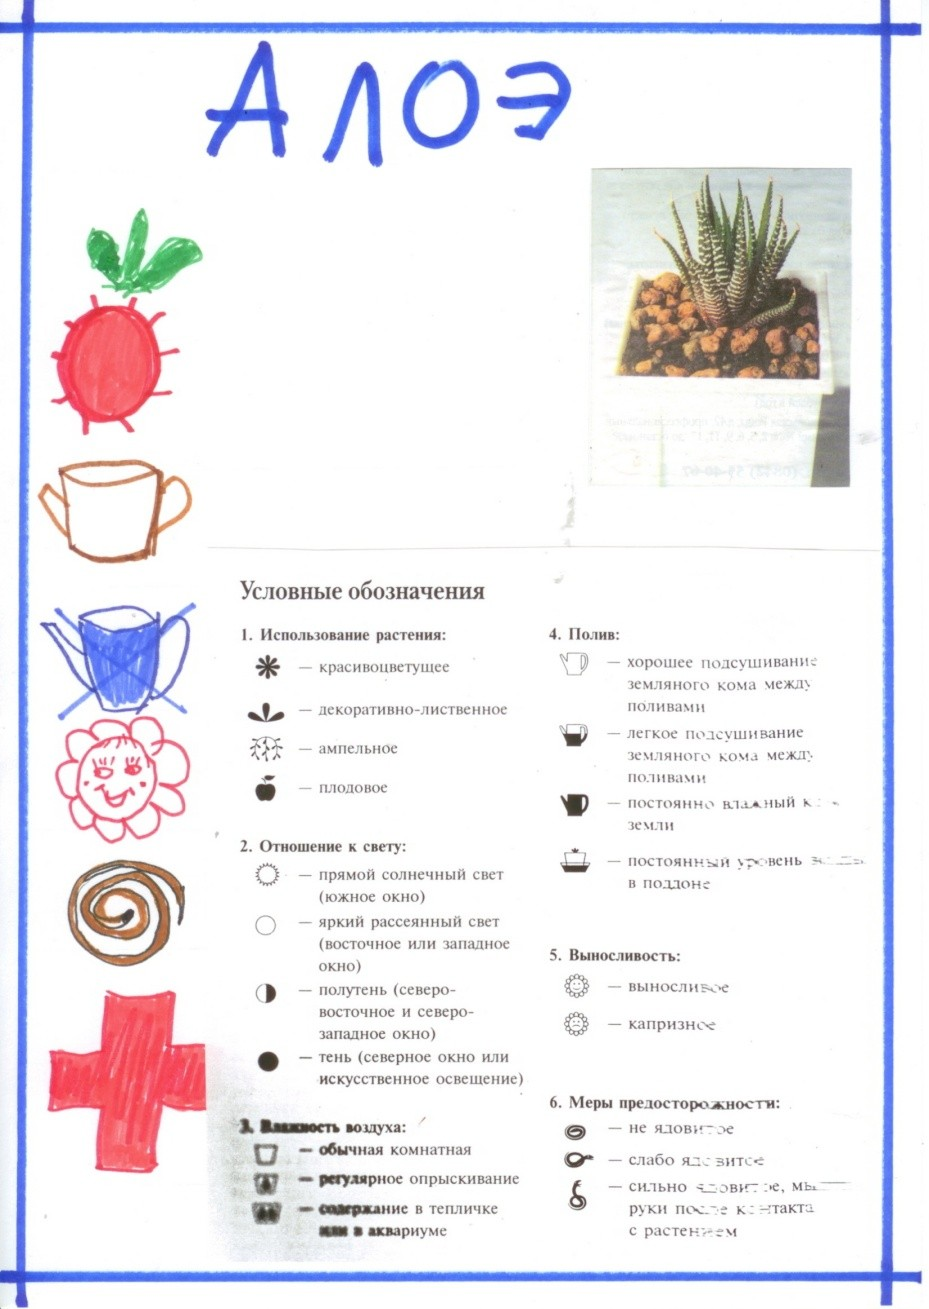 АЛОЭ
Условные обозначения
1. Использование растения:
— красивоцветущее
— декоративно-лиственное
— ампельное
— плодовое
2. Отношение к свету:
— прямой солнечный свет
(южное окно)
— яркий рассеянный свет
(восточное или западное
окно)
— полутень (северо-
восточное и северо-
западное окно)
— тень (северное окно или
искусственное освещение)
3. Влажность воздуха:
— обычная комнатная
— регулярное опрыскивание
— содержание в тепличке
или в аквариуме
4. Полив:
— хорошее подсушивание
земляного кома между
поливами
— легкое подсушивание
земляного кома между
поливами
— постоянно влажный
земли
— постоянный уровень
в поддоне
5. Выносливость:
— выносливое
— капризное
6. Меры предосторожности:
— не ядовитое
— слабо ядовитое
— сильно ядовитое,
руки после контакта
с растением